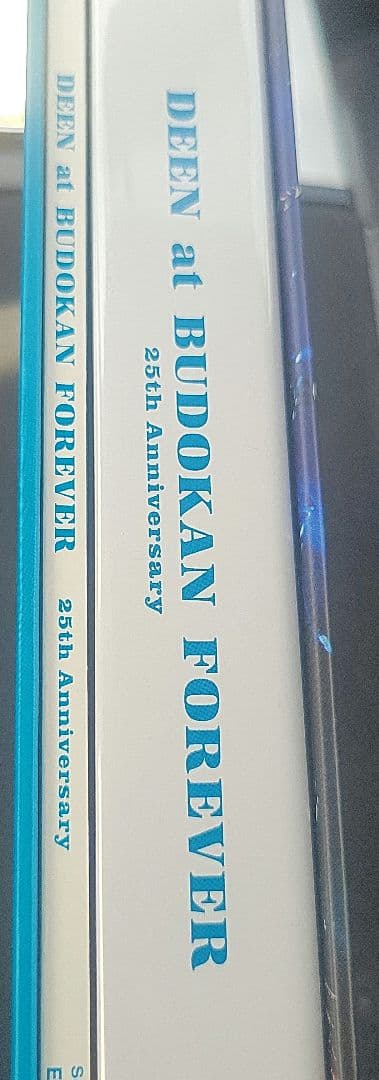 DEEN at BUDOKAN FOREVER
25th Anniversary
DEEN at BUDOKAN FOREVER 25th Anniversary
S
E